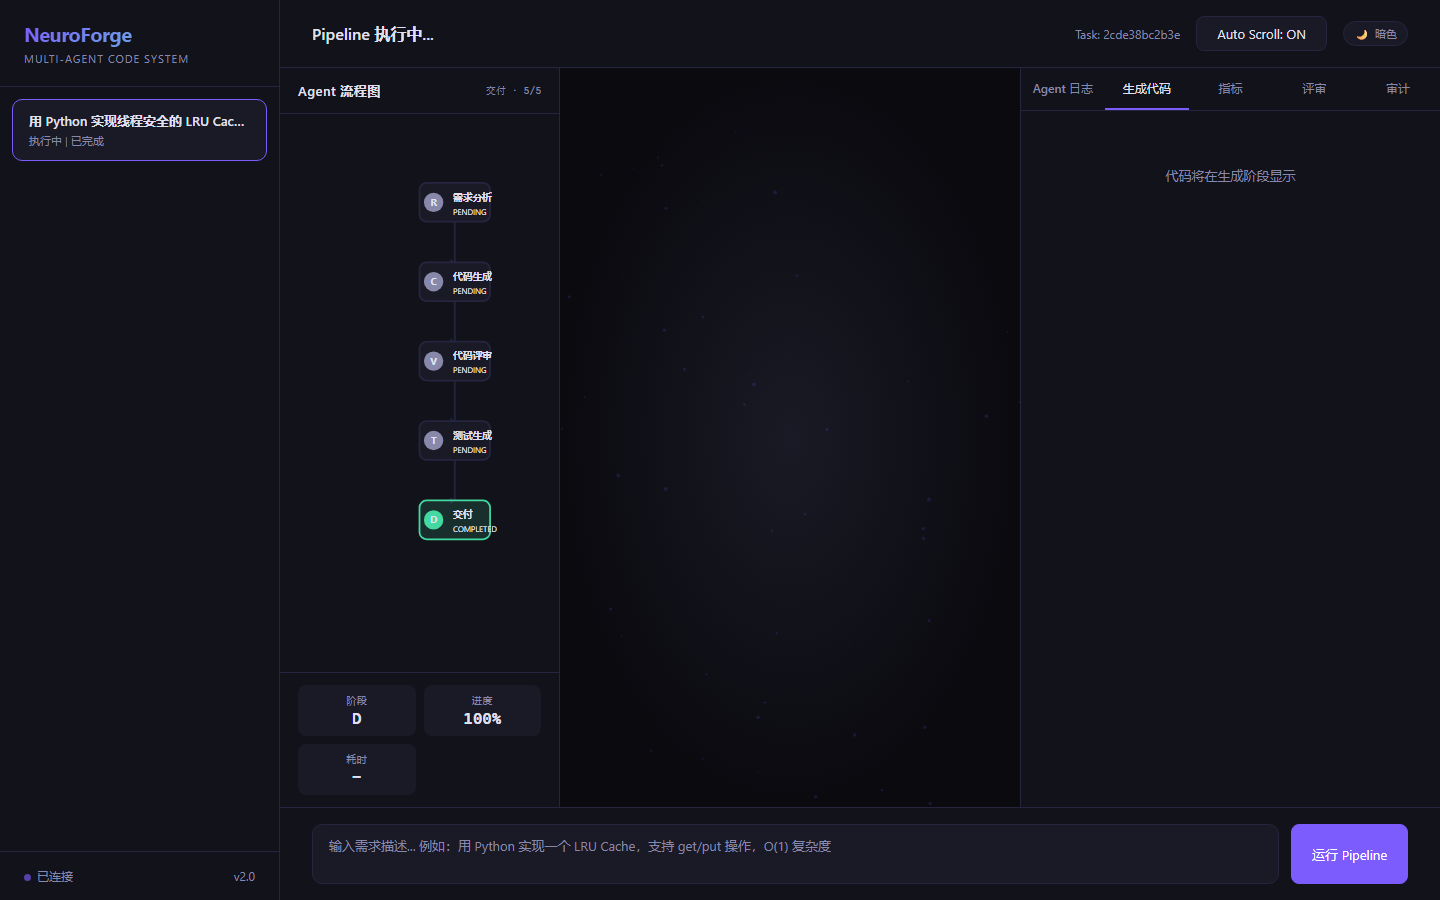 NeuroForge
MULTI-AGENT CODE SYSTEM
用 Python 实现线程安全的 LRU Cac...
执行中 | 已完成
已连接
v2.0
Pipeline 执行中...
Task: 2cde38bc2b3e
Auto Scroll: ON
🌙 暗色
Agent 流程图
交付 · 5/5
R
需求分析
PENDING
C
代码生成
PENDING
V
代码评审
PENDING
T
测试生成
PENDING
D
交付
COMPLETED
阶段
D
进度
100%
耗时
—
Agent 日志
生成代码
指标
评审
审计
代码将在生成阶段显示
输入需求描述... 例如：用 Python 实现一个 LRU Cache，支持 get/put 操作，O(1) 复杂度
运行 Pipeline